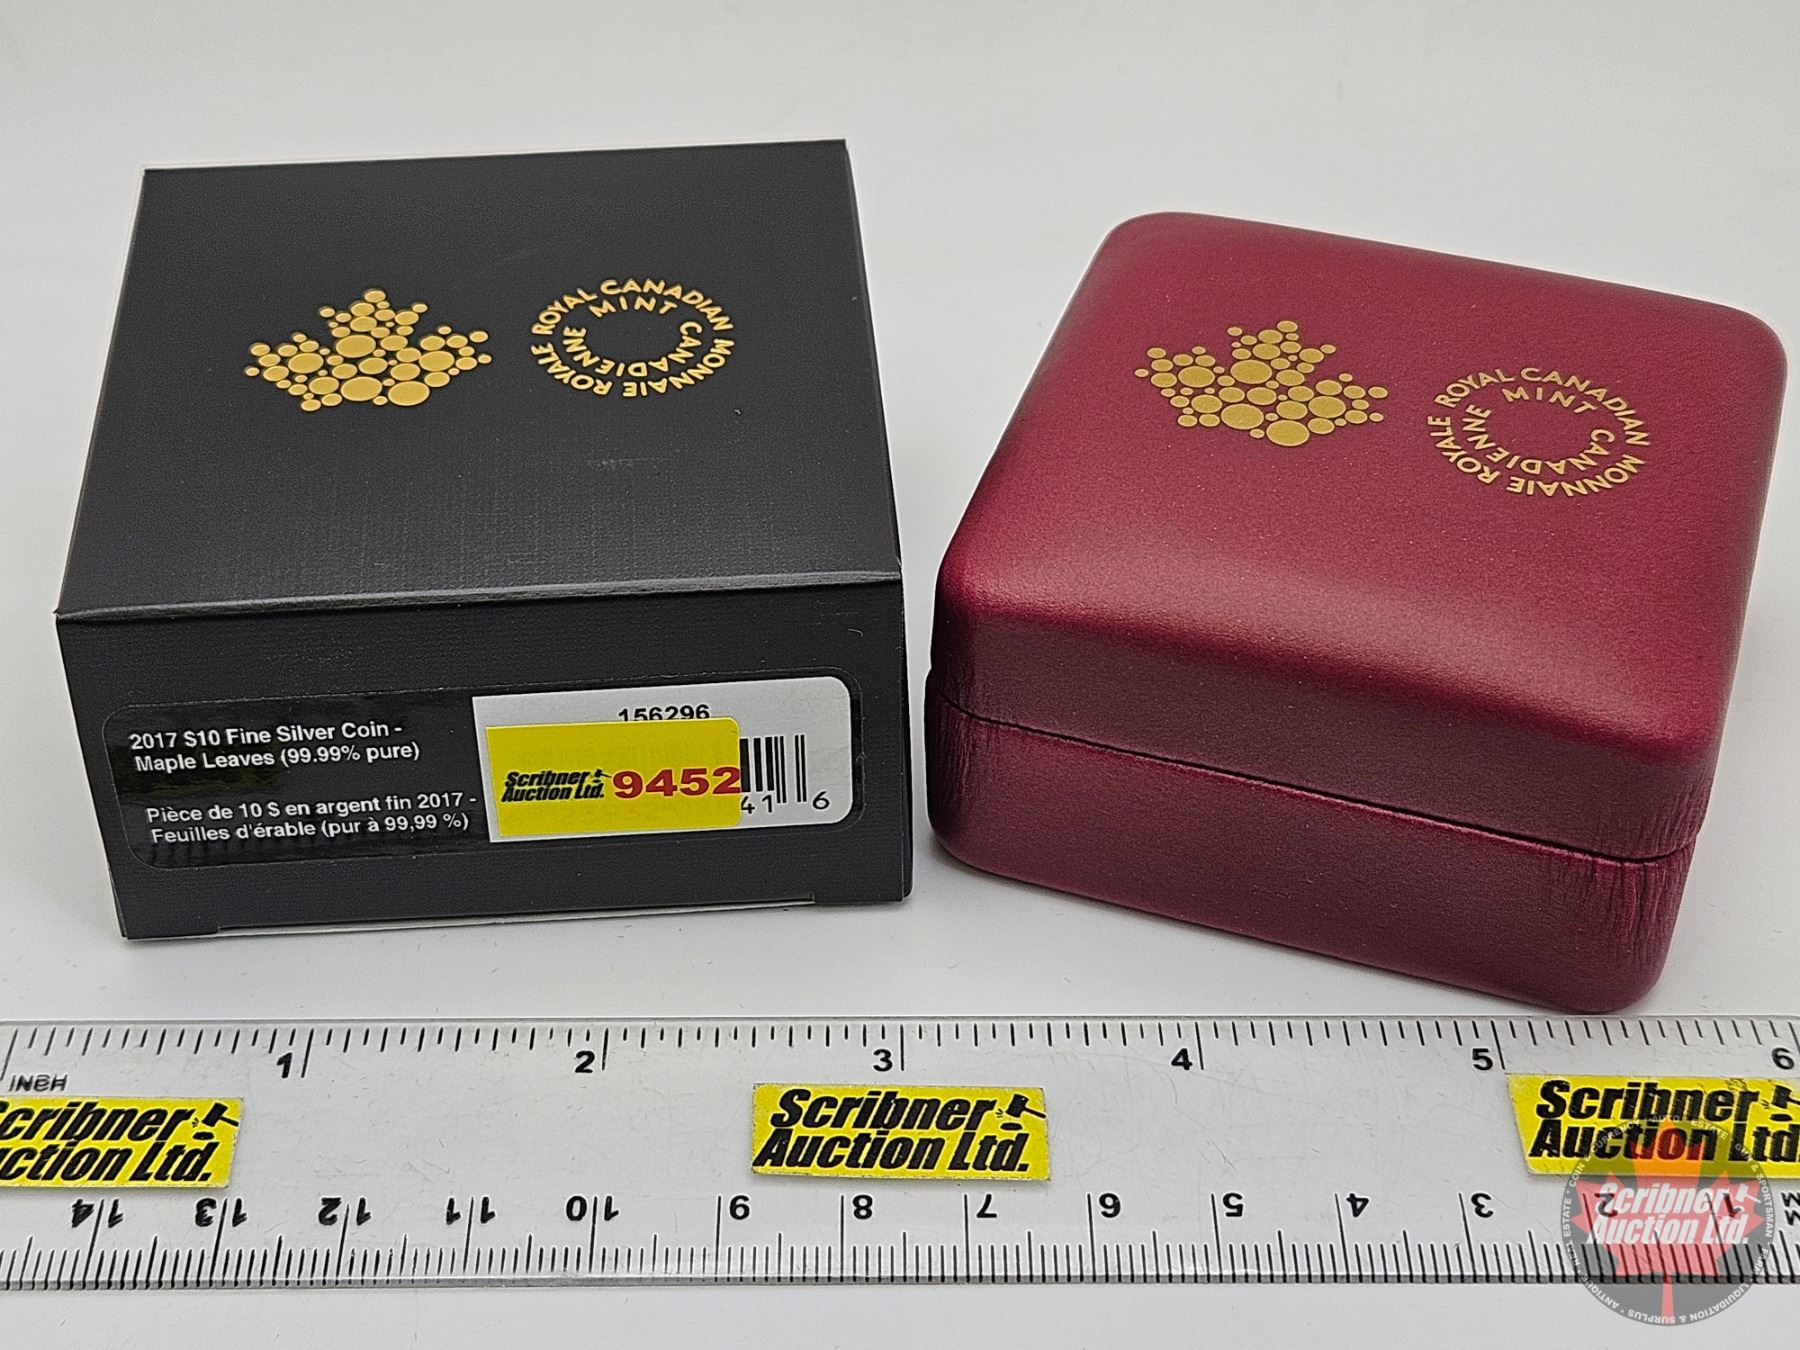 ROYAL CANADIAN MINT
MONNAIE ROYALE CANADIENNE
ROYAL CANADIAN MINT
MONNAIE ROYALE CANADIENNE
2017 $10 Fine Silver Coin -
Maple Leaves (99.99% pure)
Pièce de 10 $ en argent fin 2017 -
Feuilles d'érable (pur à 99,99 %)
156296
Scribner
Auction Ltd.
9452
41 6
1 2 3 4 5 6
INCH
cribner
uction Ltd.
Scribner
Auction Ltd.
Scribner
Auction Ltd.
14 13 12 11 10 9 8 7 6 5 4 3 2 1
Scribner
Auction Ltd.